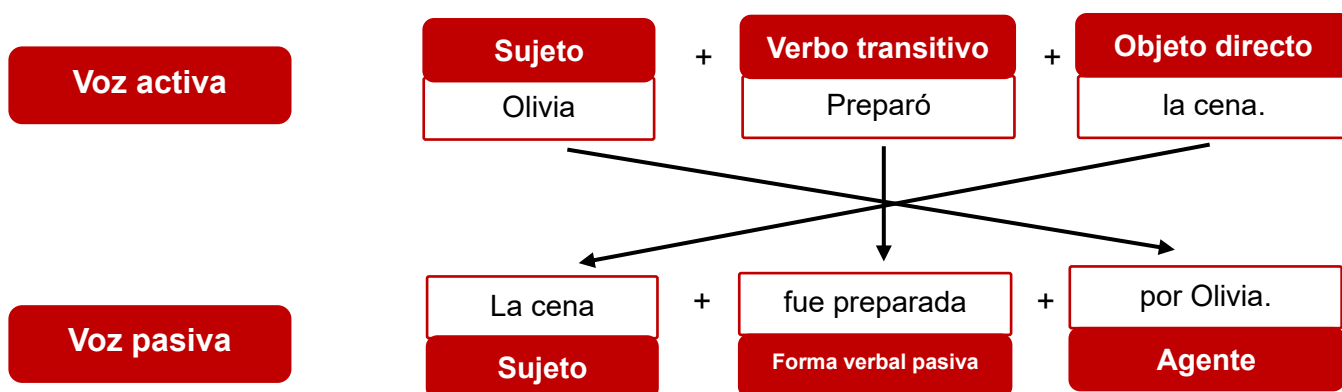 Voz activa
Sujeto + Verbo transitivo + Objeto directo
Olivia Preparó la cena.
La cena + fue preparada + por Olivia.
Voz pasiva
Sujeto Forma verbal pasiva Agente